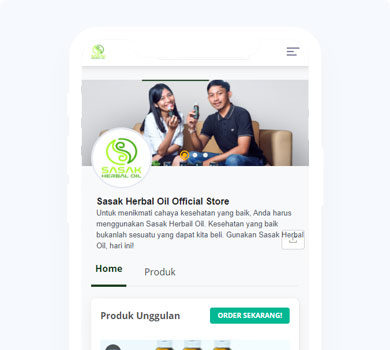 SASAK
HERBAL OIL
Sasak Herbal Oil Official Store
Untuk menikmati cahaya kesehatan yang baik, Anda harus
menggunakan Sasak Herbail Oil. Kesehatan yang baik
bukanlah sesuatu yang dapat kita beli. Gunakan Sasak Herbal
Oil, hari ini!
Home
Produk
Produk Unggulan
ORDER SEKARANG!